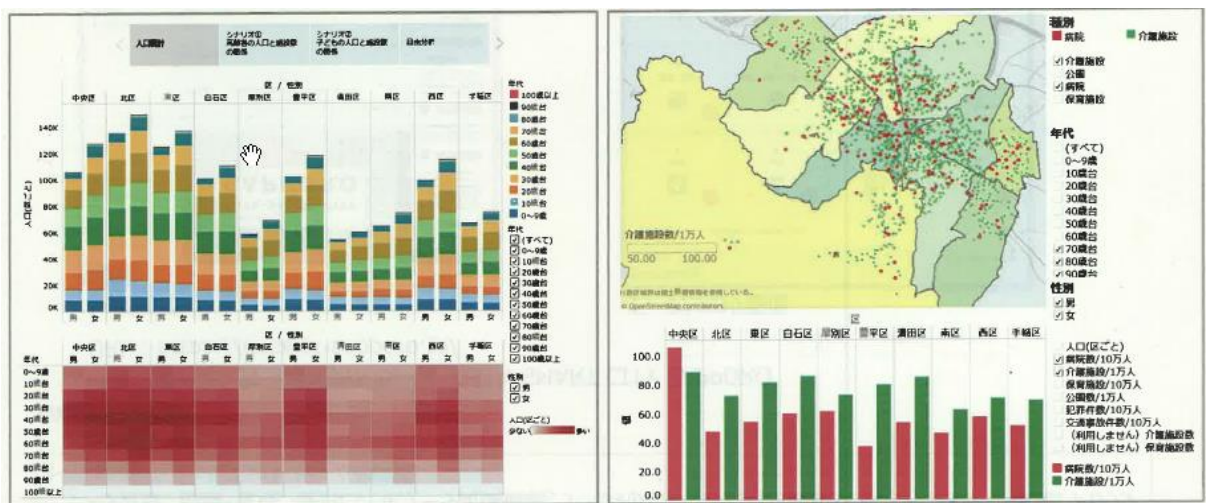 人口統計
シナリオ①
高齢者の人口と施設数
の関係
シナリオ②
子どもの人口と施設数
の関係
自由分析
区 / 性別
中央区 北区 東区 白石区 厚別区 豊平区 清田区 南区 西区 手稲区
140K
120K
100K
80K
60K
40K
20K
0K
人口(区ごと)
男 女 男 女 男 女 男 女 男 女 男 女 男 女 男 女 男 女 男 女
年代
100歳以上
90歳台
80歳台
70歳台
60歳台
50歳台
40歳台
30歳台
20歳台
10歳台
0~9歳
年代
(すべて)
0~9歳
10歳台
20歳台
30歳台
40歳台
50歳台
60歳台
70歳台
80歳台
90歳台
100歳以上
区 / 性別
中央区 北区 東区 白石区 厚別区 豊平区 清田区 南区 西区 手稲区
年代 男 女 男 女 男 女 男 女 男 女 男 女 男 女 男 女 男 女 男 女
0~9歳
10歳台
20歳台
30歳台
40歳台
50歳台
60歳台
70歳台
80歳台
90歳台
100歳以上
性別
男
女
人口(区ごと)
少ない 多い
種別
病院 介護施設
介護施設
公園
病院
保育施設
年代
(すべて)
0~9歳
10歳台
20歳台
30歳台
40歳台
50歳台
60歳台
70歳台
80歳台
90歳台
性別
男
女
介護施設数/1万人
50.00 100.00
© OpenStreetMap contributors
区
中央区 北区 東区 白石区 厚別区 豊平区 清田区 南区 西区 手稲区
100.0
80.0
60.0
40.0
20.0
0.0
値
人口(区ごと)
病院数/10万人
介護施設/1万人
保育施設/10万人
公園数/1万人
犯罪件数/10万人
交通事故件数/10万人
(利用しません)介護施設数
(利用しません)保育施設数
病院数/10万人
介護施設/1万人